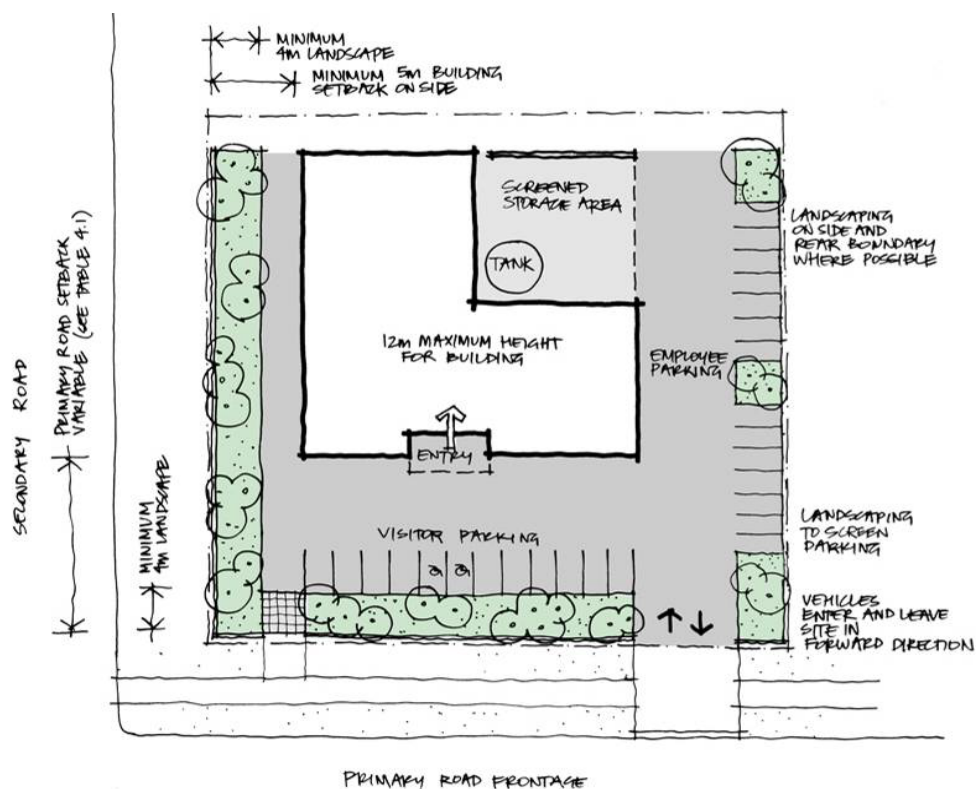 MINIMUM
4M LANDSCAPE
MINIMUM 5M BUILDING
SETBACK ON SIDE
SCREENED
STORAGE AREA
TANK
LANDSCAPING
ON SIDE AND
REAR BOUNDARY
WHERE POSSIBLE
12M MAXIMUM HEIGHT
FOR BUILDING
EMPLOYEE
PARKING
ENTRY
SECONDARY ROAD
PRIMARY ROAD SETBACK
VARIABLE (SEE TABLE 4.1)
MINIMUM
4M LANDSCAPE
VISITOR PARKING
LANDSCAPING
TO SCREEN
PARKING
VEHICLES
ENTER AND LEAVE
SITE IN
FORWARD DIRECTION
PRIMARY ROAD FRONTAGE